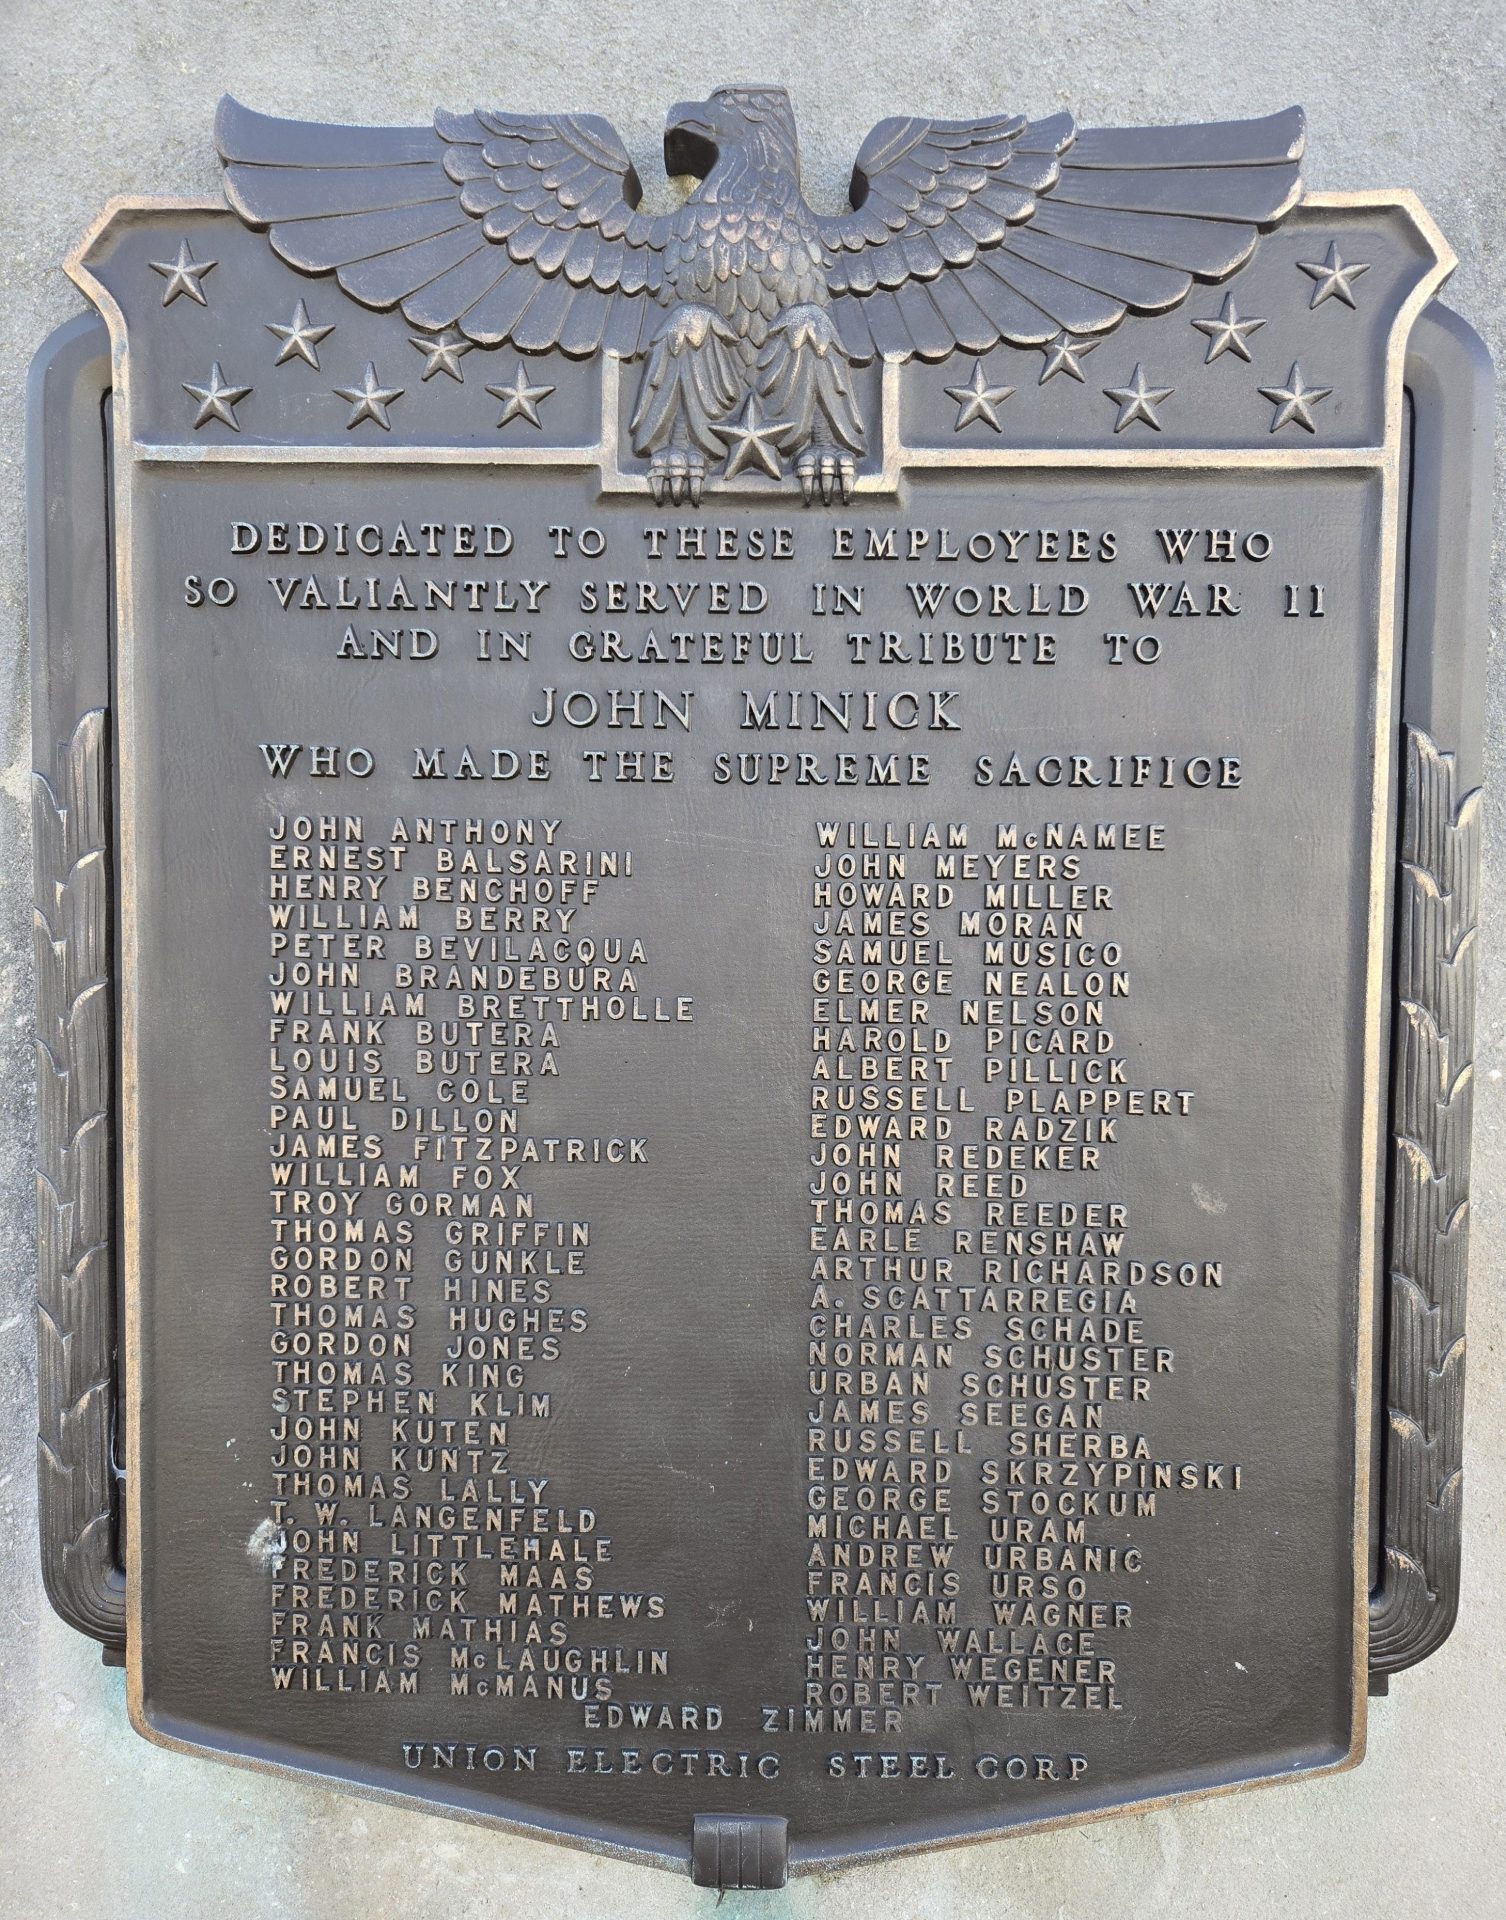 DEDICATED TO THESE EMPLOYEES WHO
SO VALIANTLY SERVED IN WORLD WAR II
AND IN GRATEFUL TRIBUTE TO
JOHN MINICK
WHO MADE THE SUPREME SACRIFICE
JOHN ANTHONY
ERNEST BALSARINI
HENRY BENCHOFF
WILLIAM BERRY
PETER BEVILACQUA
JOHN BRANDEBURA
WILLIAM BRETTHOLLE
FRANK BUTERA
LOUIS BUTERA
SAMUEL COLE
PAUL DILLON
JAMES FITZPATRICK
WILLIAM FOX
TROY GORMAN
THOMAS GRIFFIN
GORDON GUNKLE
ROBERT HINES
THOMAS HUGHES
GORDON JONES
THOMAS KING
STEPHEN KLIM
JOHN KUTEN
JOHN KUNTZ
THOMAS LALLY
T. W. LANGENFELD
JOHN LITTLEHALE
FREDERICK MAAS
FREDERICK MATHEWS
FRANK MATHIAS
FRANCIS McLAUGHLIN
WILLIAM McMANUS
WILLIAM McNAMEE
JOHN MEYERS
HOWARD MILLER
JAMES MORAN
SAMUEL MUSICO
GEORGE NEALON
ELMER NELSON
HAROLD PICARD
ALBERT PILLICK
RUSSELL PLAPPERT
EDWARD RADZIK
JOHN REDEKER
JOHN REED
THOMAS REEDER
EARLE RENSHAW
ARTHUR RICHARDSON
A. SCATTARREGIA
CHARLES SCHADE
NORMAN SCHUSTER
URBAN SCHUSTER
JAMES SEEGAN
RUSSELL SHERBA
EDWARD SKRZYPINSKI
GEORGE STOCKUM
MICHAEL URAM
ANDREW URBANIC
FRANCIS URSO
WILLIAM WAGNER
JOHN WALLACE
HENRY WEGENER
ROBERT WEITZEL
EDWARD ZIMMER
UNION ELECTRIC STEEL CORP